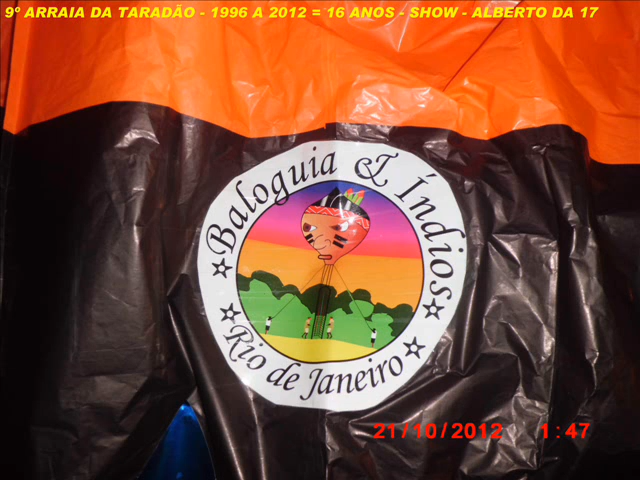 9º ARRAIA DA TARADÃO - 1996 A 2012 = 16 ANOS - SHOW - ALBERTO DA 17
Baloguia & Índios
Rio de Janeiro
21/10/2012 1:47